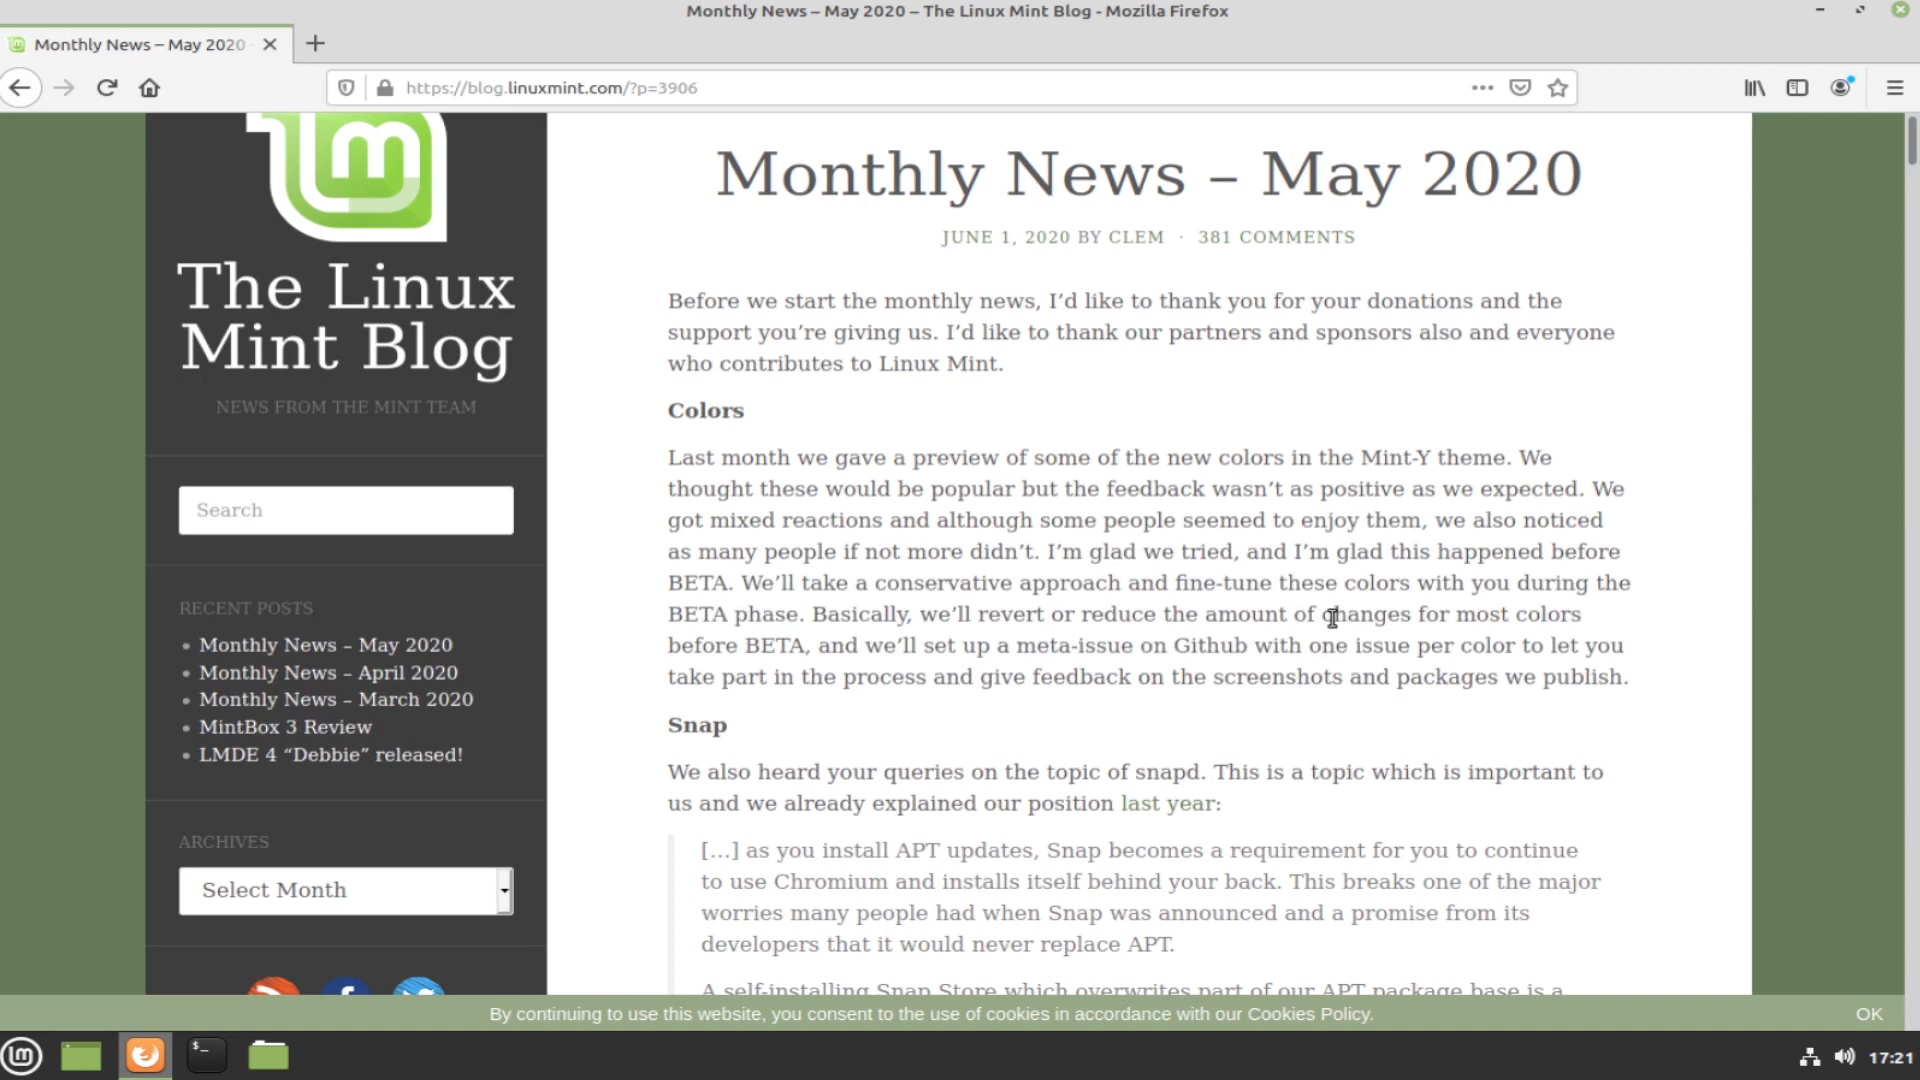 Monthly News – May 2020 – The Linux Mint Blog - Mozilla Firefox
Monthly News – May 2020
https://blog.linuxmint.com/?p=3906
The Linux
Mint Blog
NEWS FROM THE MINT TEAM
Search
RECENT POSTS
Monthly News – May 2020
Monthly News – April 2020
Monthly News – March 2020
MintBox 3 Review
LMDE 4 “Debbie” released!
ARCHIVES
Select Month
Monthly News – May 2020
JUNE 1, 2020 BY CLEM · 381 COMMENTS
Before we start the monthly news, I’d like to thank you for your donations and the
support you’re giving us. I’d like to thank our partners and sponsors also and everyone
who contributes to Linux Mint.
Colors
Last month we gave a preview of some of the new colors in the Mint-Y theme. We
thought these would be popular but the feedback wasn’t as positive as we expected. We
got mixed reactions and although some people seemed to enjoy them, we also noticed
as many people if not more didn’t. I’m glad we tried, and I’m glad this happened before
BETA. We’ll take a conservative approach and fine-tune these colors with you during the
BETA phase. Basically, we’ll revert or reduce the amount of changes for most colors
before BETA, and we’ll set up a meta-issue on Github with one issue per color to let you
take part in the process and give feedback on the screenshots and packages we publish.
Snap
We also heard your queries on the topic of snapd. This is a topic which is important to
us and we already explained our position last year:
[…] as you install APT updates, Snap becomes a requirement for you to continue
to use Chromium and installs itself behind your back. This breaks one of the major
worries many people had when Snap was announced and a promise from its
developers that it would never replace APT.
A self-installing Snap Store which overwrites part of our APT package base is a
By continuing to use this website, you consent to the use of cookies in accordance with our Cookies Policy.
OK
17:21